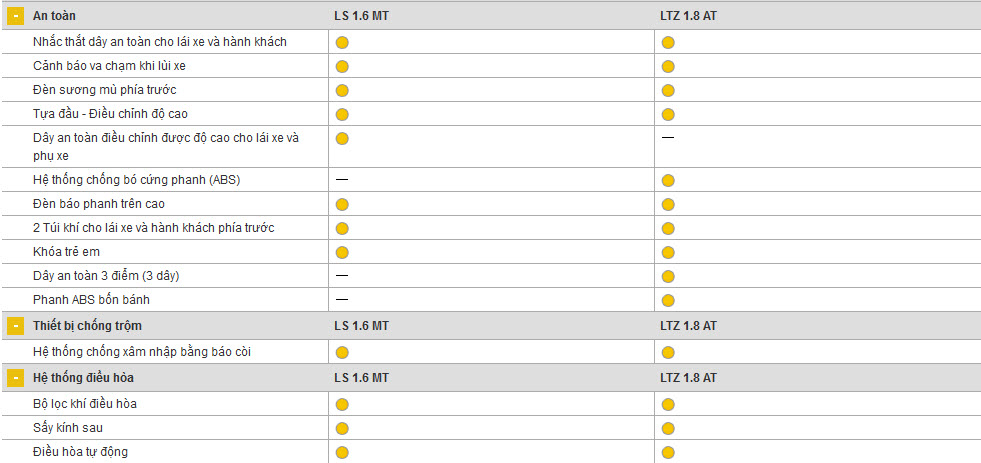 - An toàn LS 1.6 MT LTZ 1.8 AT
Nhắc thắt dây an toàn cho lái xe và hành khách
Cảnh báo va chạm khi lùi xe
Đèn sương mù phía trước
Tựa đầu - Điều chỉnh độ cao
Dây an toàn điều chỉnh được độ cao cho lái xe và
phụ xe —
Hệ thống chống bó cứng phanh (ABS) —
Đèn báo phanh trên cao
2 Túi khí cho lái xe và hành khách phía trước
Khóa trẻ em
Dây an toàn 3 điểm (3 dây) —
Phanh ABS bốn bánh —
- Thiết bị chống trộm LS 1.6 MT LTZ 1.8 AT
Hệ thống chống xâm nhập bằng báo còi
- Hệ thống điều hòa LS 1.6 MT LTZ 1.8 AT
Bộ lọc khí điều hòa
Sấy kính sau
Điều hòa tự động